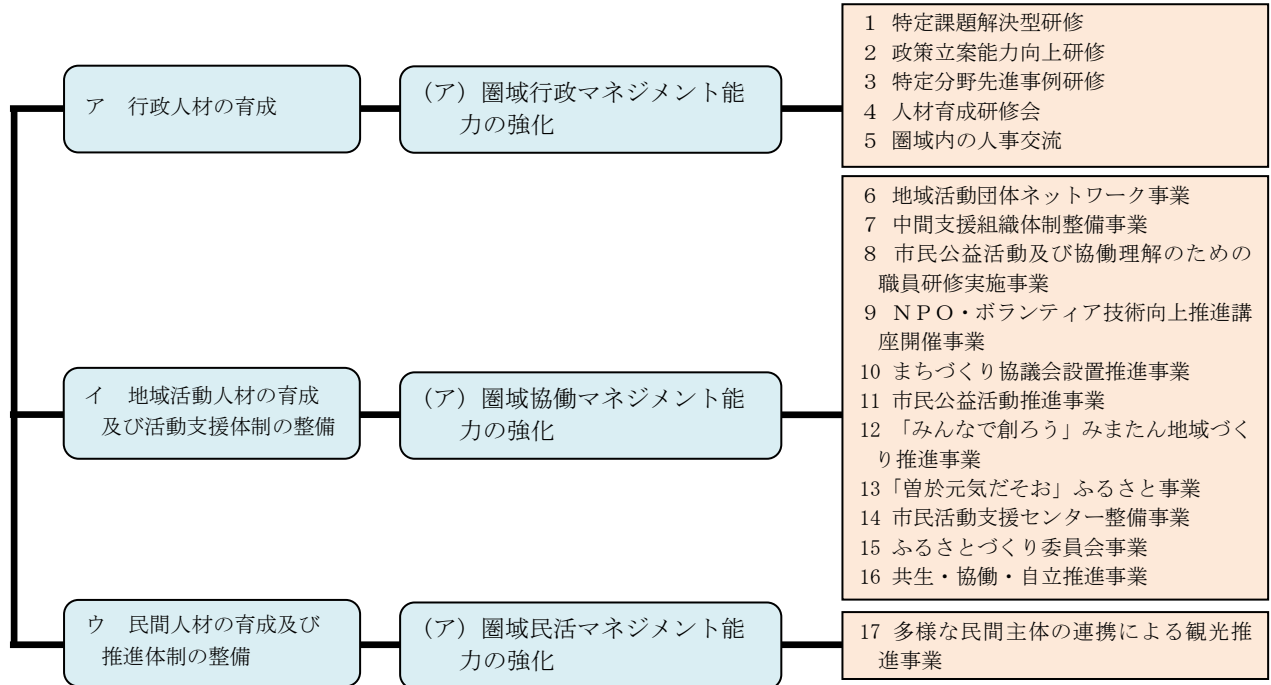 ア 行政人材の育成
(ア) 圏域行政マネジメント能
力の強化
1 特定課題解決型研修
2 政策立案能力向上研修
3 特定分野先進事例研修
4 人材育成研修会
5 圏域内の人事交流
イ 地域活動人材の育成
及び活動支援体制の整備
(ア) 圏域協働マネジメント能
力の強化
6 地域活動団体ネットワーク事業
7 中間支援組織体制整備事業
8 市民公益活動及び協働理解のための
職員研修実施事業
9 NPO・ボランティア技術向上推進講
座開催事業
10 まちづくり協議会設置推進事業
11 市民公益活動推進事業
12 「みんなで創ろう」みまたん地域づく
り推進事業
13「曽於元気だそお」ふるさと事業
14 市民活動支援センター整備事業
15 ふるさとづくり委員会事業
16 共生・協働・自立推進事業
ウ 民間人材の育成及び
推進体制の整備
(ア) 圏域民活マネジメント能
力の強化
17 多様な民間主体の連携による観光推
進事業